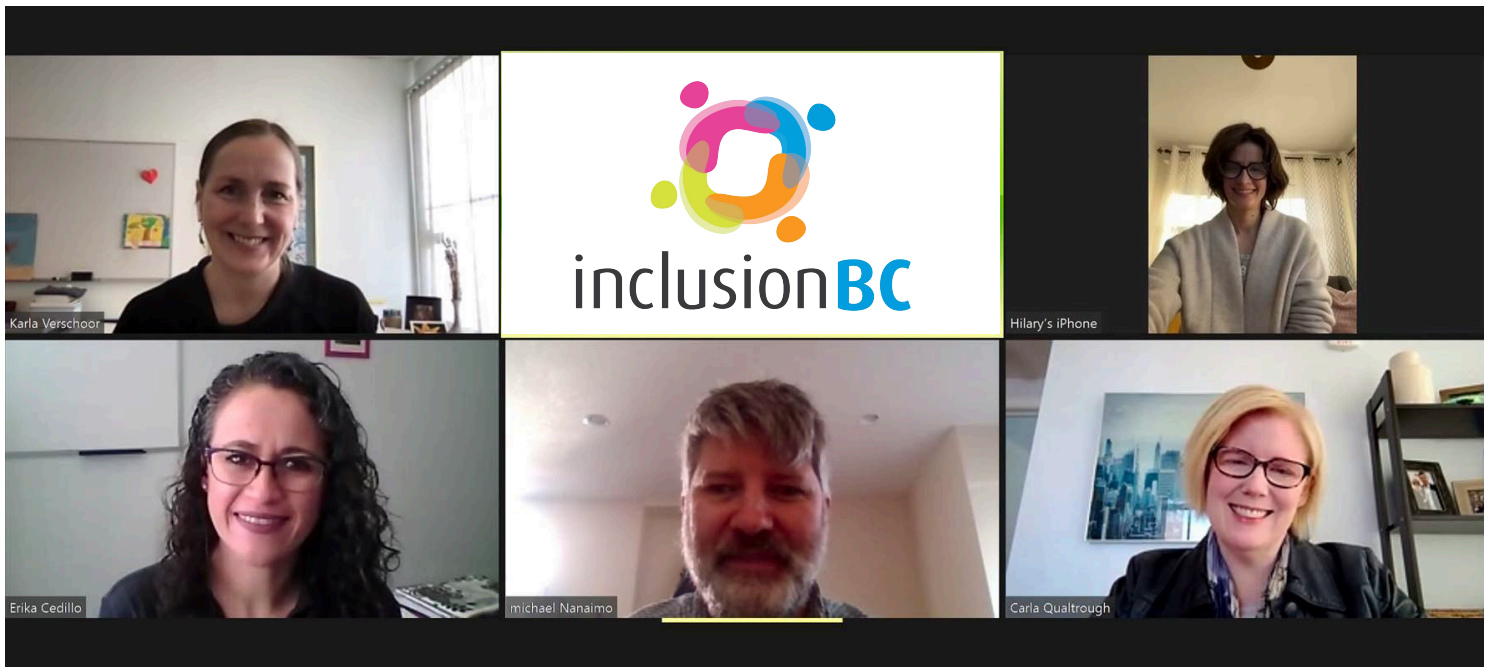 inclusionBC
Karla Verschoor
Hilary's iPhone
Erika Cedillo
michael Nanaimo
Carla Qualtrough